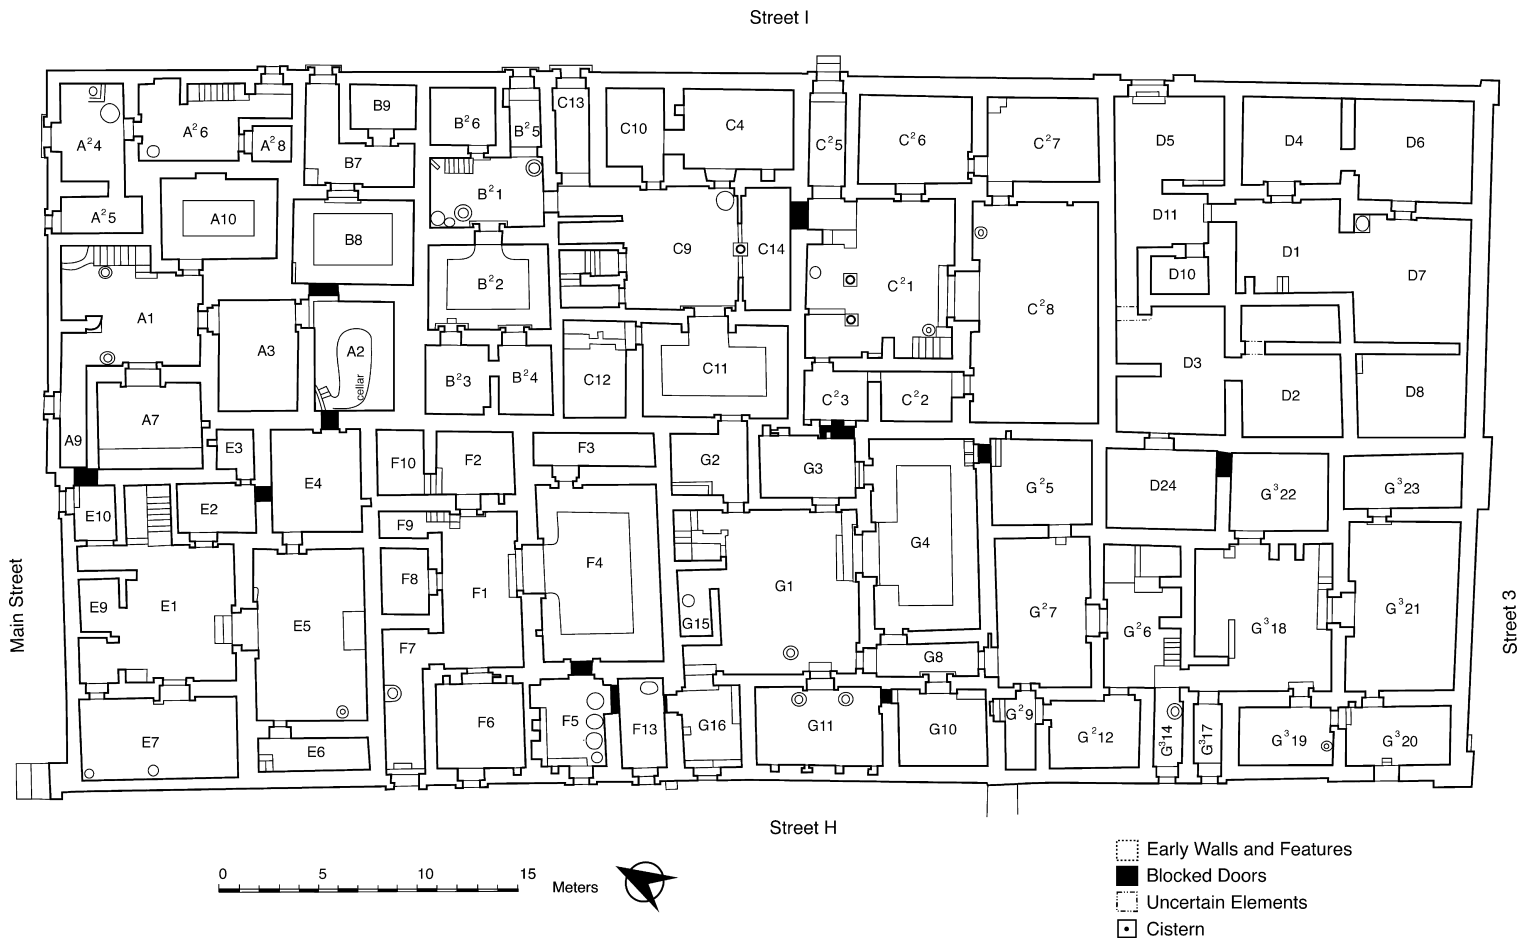 Street I
B9
C13
A²4
A²6
A²8
B7
B²6
B²5
C10
C4
C²5
C²6
C²7
D5
D4
D6
A²5
A10
B8
B²1
C9
C14
D11
D1
D10
D7
A1
A3
A2
cellar
B²2
C²1
C²8
B²3
B²4
C12
C11
C²3
C²2
D3
D2
D8
A7
A9
E3
E4
F10
F2
F3
G2
G3
G²5
D24
G³22
G³23
E10
E2
F9
F4
G4
Main Street
E9
E1
E5
F8
F1
F7
G1
G15
G8
G²7
G²6
G³18
G³21
Street 3
E7
E6
F6
F5
F13
G16
G11
G10
G²9
G²12
G³14
G³17
G³19
G³20
Street H
0 5 10 15
Meters
Early Walls and Features
Blocked Doors
Uncertain Elements
Cistern